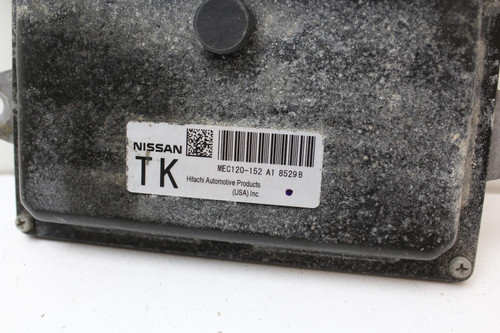 NISSAN
TK
MEC120-152 A1 8529B
Hitachi Automotive Products
(USA) Inc.